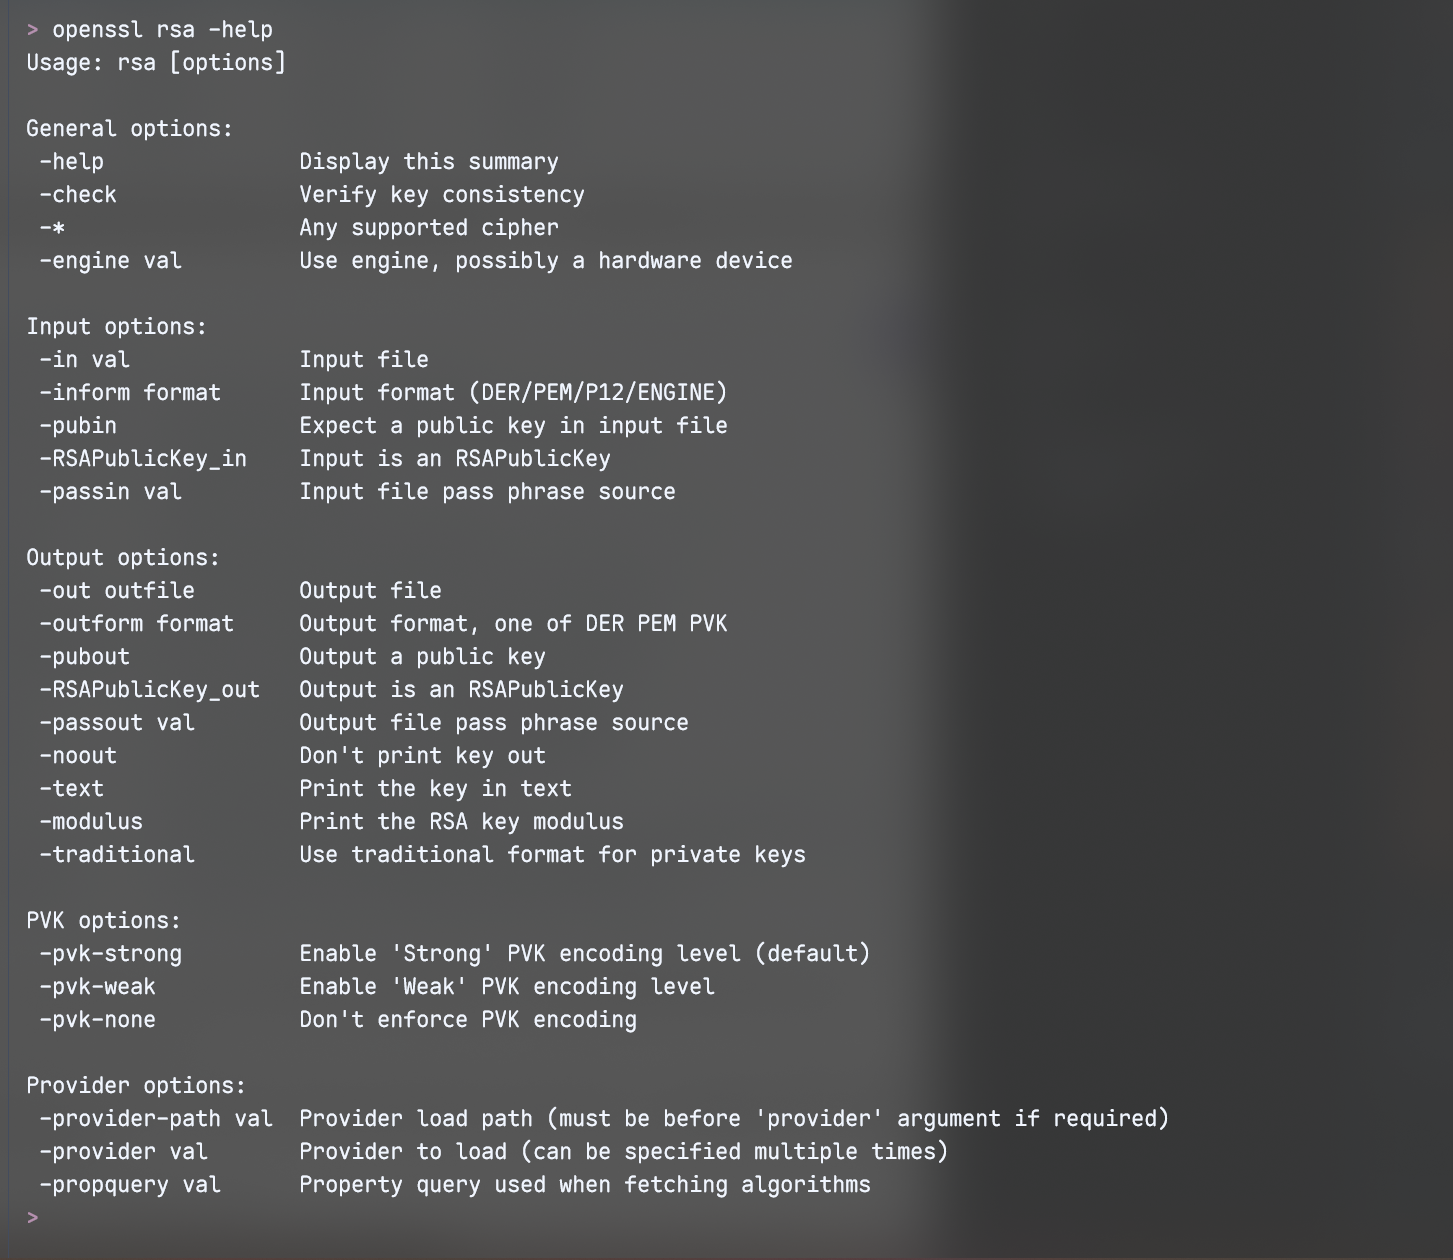 > openssl rsa -help
Usage: rsa [options]

General options:
 -help               Display this summary
 -check              Verify key consistency
 -*                  Any supported cipher
 -engine val         Use engine, possibly a hardware device

Input options:
 -in val             Input file
 -inform format      Input format (DER/PEM/P12/ENGINE)
 -pubin              Expect a public key in input file
 -RSAPublicKey_in    Input is an RSAPublicKey
 -passin val         Input file pass phrase source

Output options:
 -out outfile        Output file
 -outform format     Output format, one of DER PEM PVK
 -pubout             Output a public key
 -RSAPublicKey_out   Output is an RSAPublicKey
 -passout val        Output file pass phrase source
 -noout              Don't print key out
 -text               Print the key in text
 -modulus            Print the RSA key modulus
 -traditional        Use traditional format for private keys

PVK options:
 -pvk-strong         Enable 'Strong' PVK encoding level (default)
 -pvk-weak           Enable 'Weak' PVK encoding level
 -pvk-none           Don't enforce PVK encoding

Provider options:
 -provider-path val  Provider load path (must be before 'provider' argument if required)
 -provider val       Provider to load (can be specified multiple times)
 -propquery val      Property query used when fetching algorithms
>